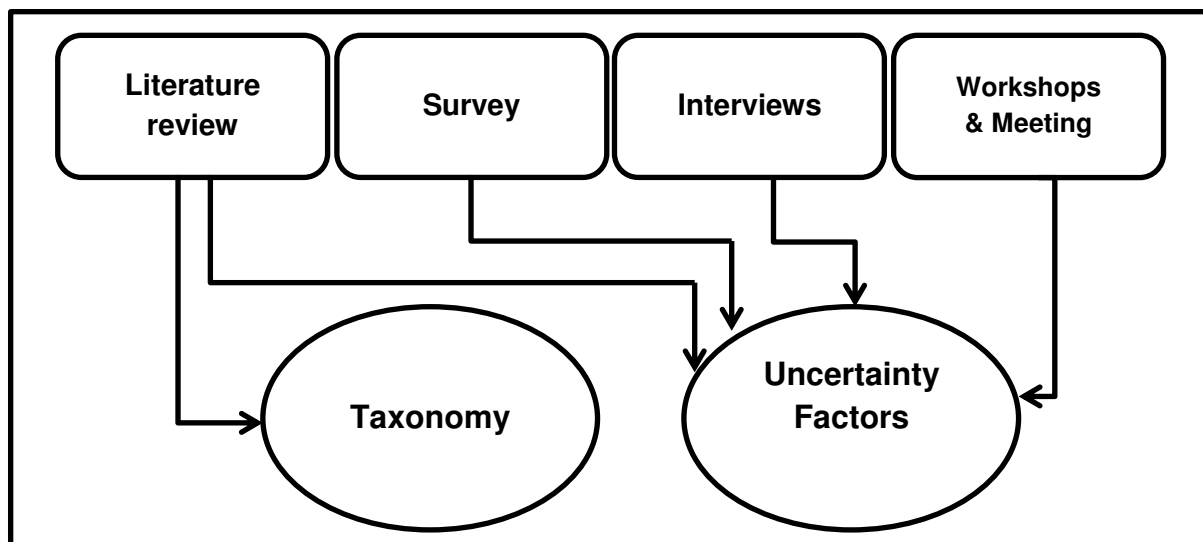 Literature
review
Survey
Interviews
Workshops
& Meeting
Taxonomy
Uncertainty
Factors